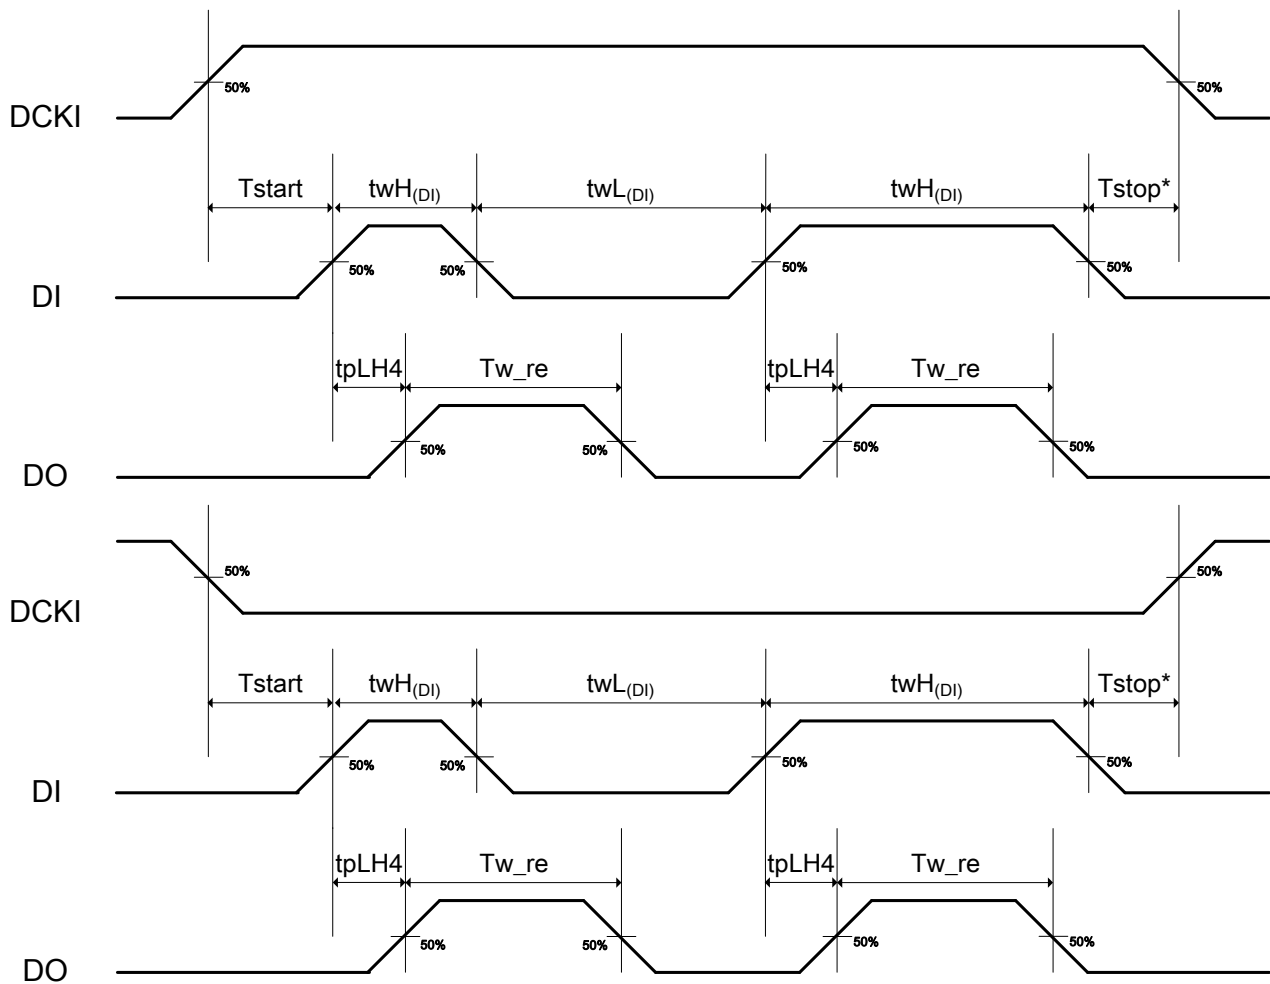 50% 50%
DCKI
Tstart twH(DI) twL(DI) twH(DI) Tstop*
50% 50% 50% 50%
DI
tpLH4 Tw_re tpLH4 Tw_re
50% 50% 50% 50%
DO
50% 50%
DCKI
Tstart twH(DI) twL(DI) twH(DI) Tstop*
50% 50% 50% 50%
DI
tpLH4 Tw_re tpLH4 Tw_re
50% 50% 50% 50%
DO